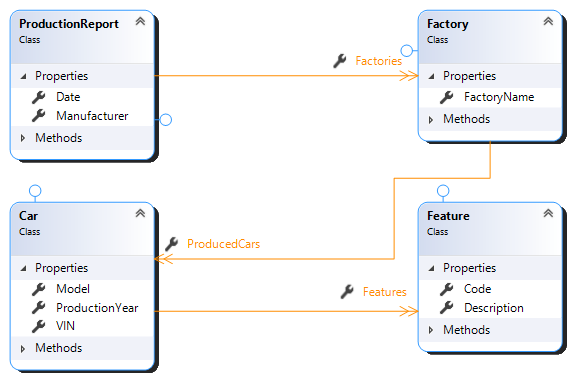 ProductionReport
Class
Properties
Date
Manufacturer
Methods
Factories
Factory
Class
Properties
FactoryName
Methods
Car
Class
Properties
Model
ProductionYear
VIN
Methods
ProducedCars
Features
Feature
Class
Properties
Code
Description
Methods